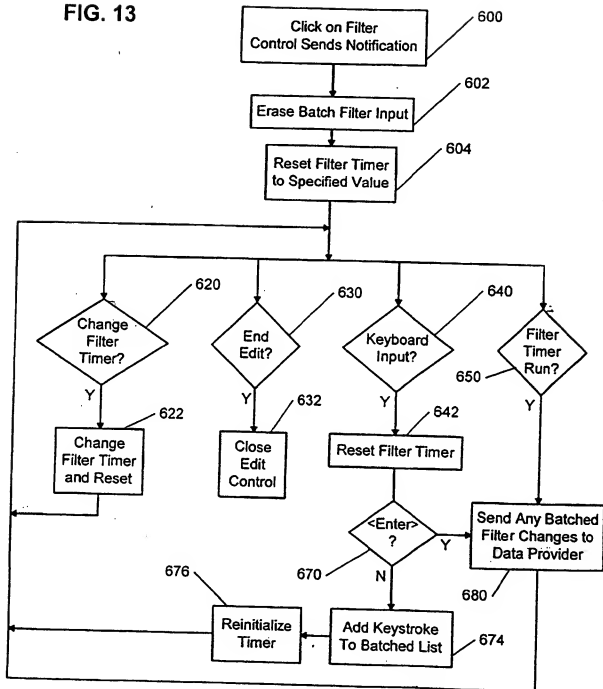 FIG. 13
Click on Filter
Control Sends Notification
600
602
Erase Batch Filter Input
604
Reset Filter Timer
to Specified Value
620
Change
Filter
Timer?
630
End
Edit?
640
Keyboard
Input?
Filter
Timer
Run?
650
Y
Y
Y
Y
622
Change
Filter Timer
and Reset
632
Close
Edit
Control
642
Reset Filter Timer
<Enter>
?
Y
670
N
Send Any Batched
Filter Changes to
Data Provider
680
676
Reinitialize
Timer
Add Keystroke
To Batched List
674